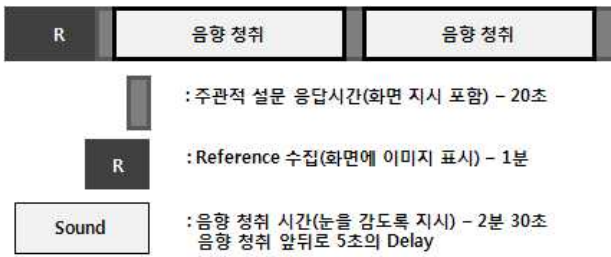 R 음향 청취 음향 청취
: 주관적 설문 응답시간(화면 지시 포함) – 20초
R : Reference 수집(화면에 이미지 표시) – 1분
Sound : 음향 청취 시간(눈을 감도록 지시) – 2분 30초
음향 청취 앞뒤로 5초의 Delay